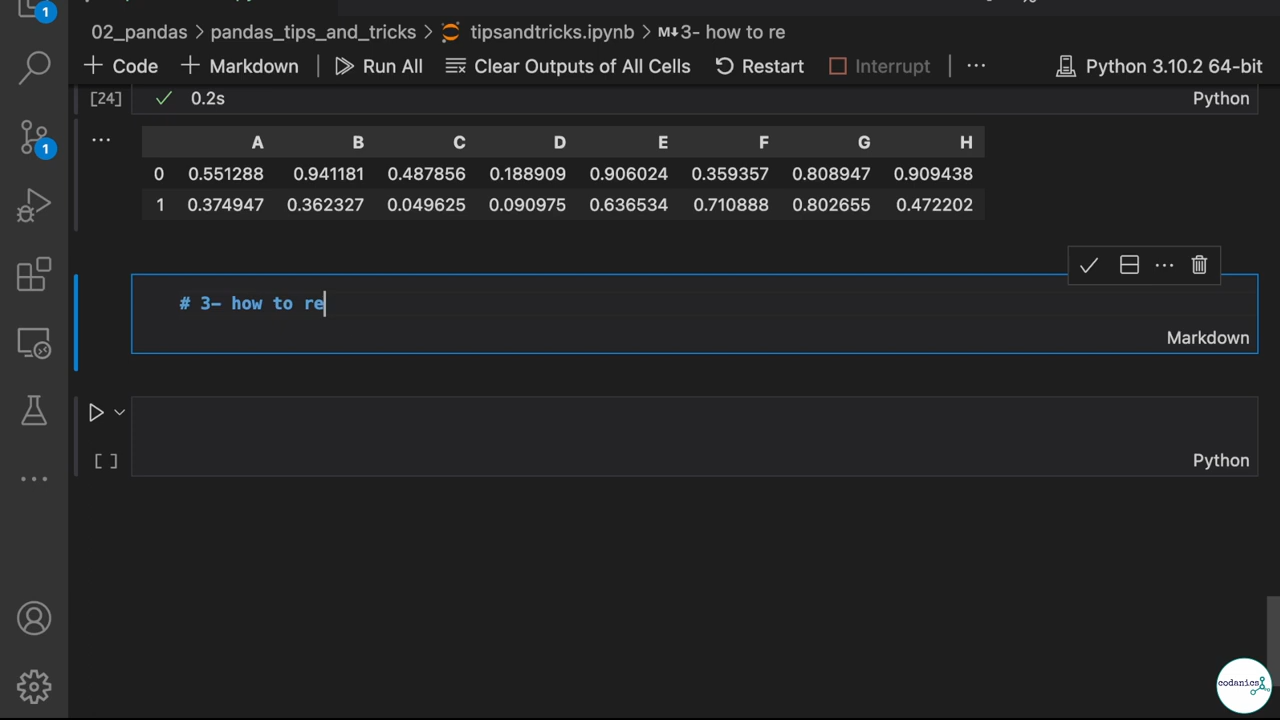 1
02_pandas > pandas_tips_and_tricks > tipsandtricks.ipynb > M↓3- how to re
+ Code + Markdown | Run All Clear Outputs of All Cells Restart Interrupt | ··· Python 3.10.2 64-bit
[24] ✓ 0.2s Python
··· A B C D E F G H
0 0.551288 0.941181 0.487856 0.188909 0.906024 0.359357 0.808947 0.909438
1 0.374947 0.362327 0.049625 0.090975 0.636534 0.710888 0.802655 0.472202
1
# 3- how to re
Markdown
[ ] Python
codanics